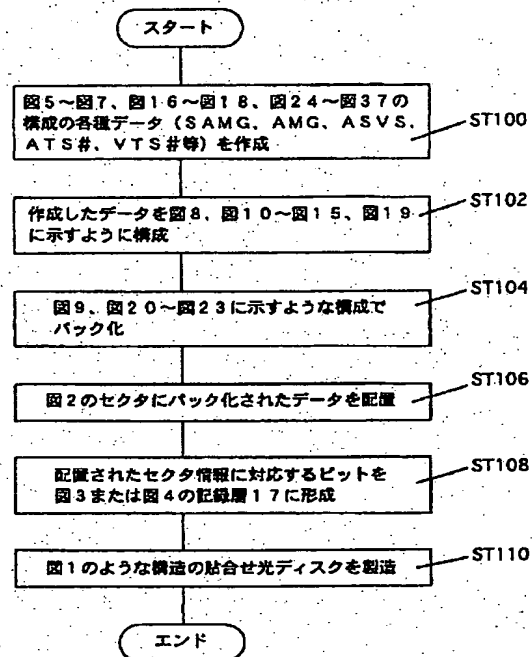 スタート
図5～図7、図16～図18、図24～図37の
構成の各種データ（SAMG、AMG、ASVS、
ATS#、VTS#等）を作成
ST100
作成したデータを図8、図10～図15、図19
に示すように構成
ST102
図9、図20～図23に示すような構成で
パック化
ST104
図2のセクタにパック化されたデータを配置
ST106
配置されたセクタ情報に対応するピットを
図3または図4の記録層17に形成
ST108
図1のような構造の貼合せ光ディスクを製造
ST110
エンド